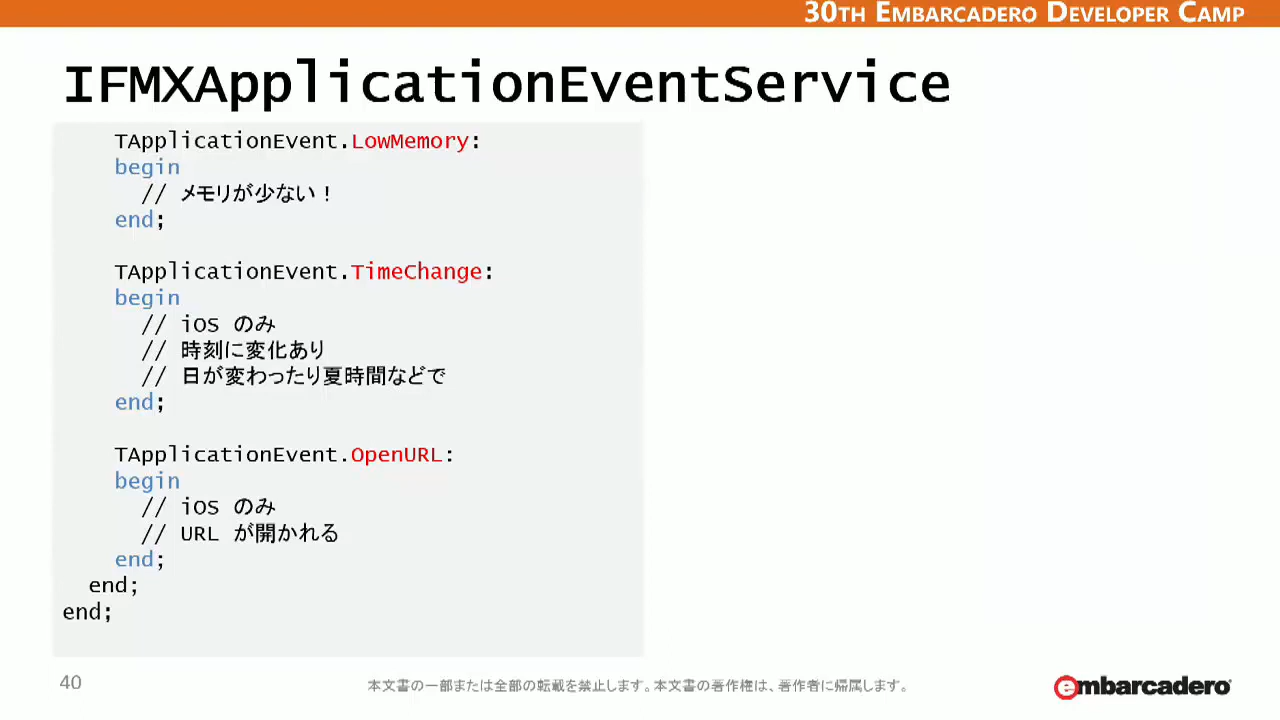 30TH EMBARCADERO DEVELOPER CAMP
IFMXApplicationEventService
TApplicationEvent.LowMemory:
begin
// メモリが少ない！
end;
TApplicationEvent.TimeChange:
begin
// iOS のみ
// 時刻に変化あり
// 日が変わったり夏時間などで
end;
TApplicationEvent.OpenURL:
begin
// iOS のみ
// URL が開かれる
end;
end;
end;
40
本文書の一部または全部の転載を禁止します。本文書の著作権は、著作者に帰属します。
embarcadero